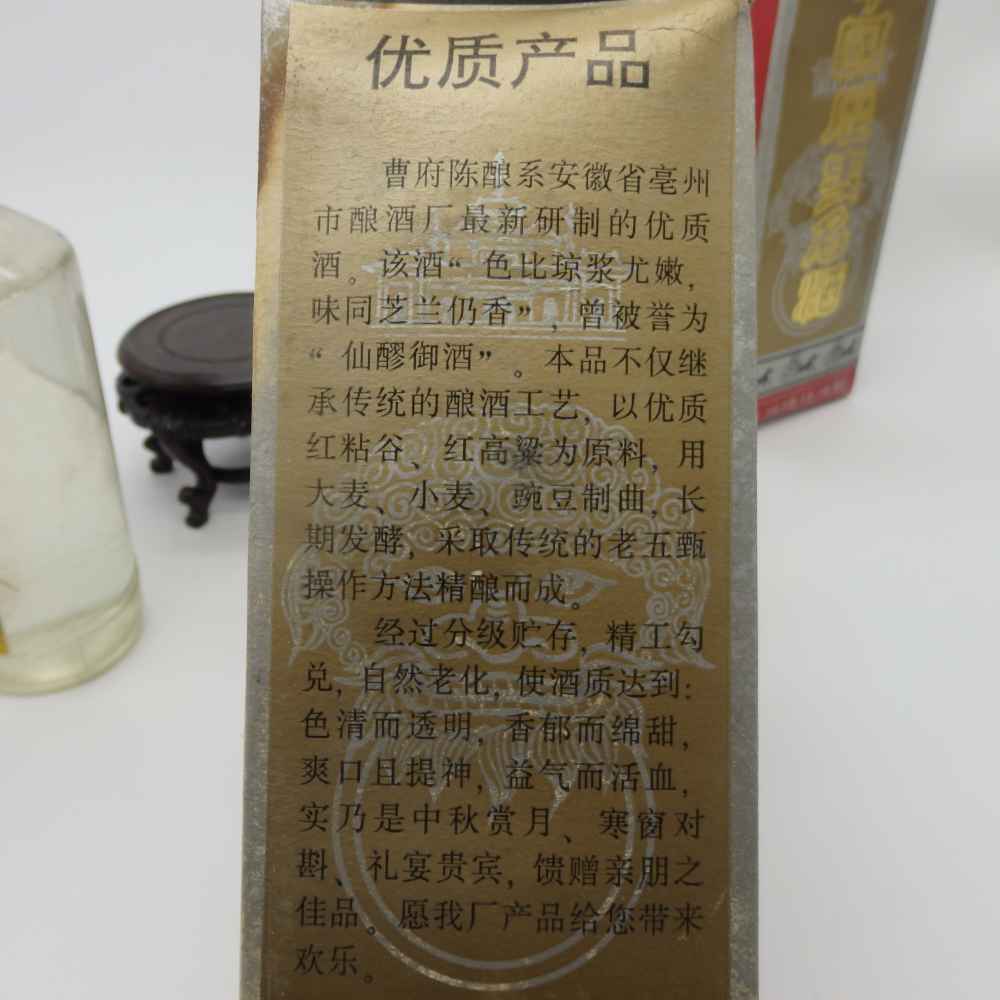 优质产品
曹府陈酿系安徽省亳州
市酿酒厂最新研制的优质
酒。该酒“色比琼浆尤嫩,
味同芝兰仍香”,曾被誉为
“仙醪御酒”。本品不仅继
承传统的酿酒工艺,以优质
红粘谷、红高粱为原料,用
大麦、小麦、豌豆制曲,长
期发酵,采取传统的老五甄
操作方法精酿而成。
经过分级贮存,精工勾
兑,自然老化,使酒质达到:
色清而透明,香郁而绵甜,
爽口且提神,益气而活血,
实乃是中秋赏月、寒窗对
斟、礼宴贵宾,馈赠亲朋之
佳品。愿我厂产品给您带来
欢乐。